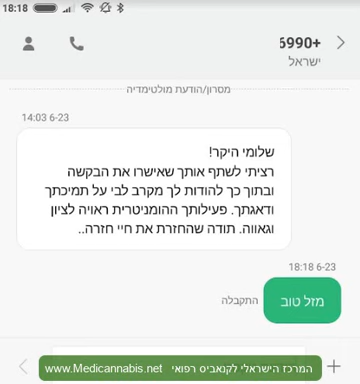 18:18
6990+
ישראל
מסרון/הודעת מולטימדיה
14:03 6-23
שלומי היקר!
רציתי לשתף אותך שאישרו את הבקשה
ובתוך כך להודות לך מקרב לבי על תמיכתך
ודאגתך. פעילותך ההומניטרית ראויה לציון
וגאווה. תודה שהחזרת את חיי חזרה..
18:18 6-23
מזל טוב
התקבלה
המרכז הישראלי לקנאביס רפואי www.Medicannabis.net